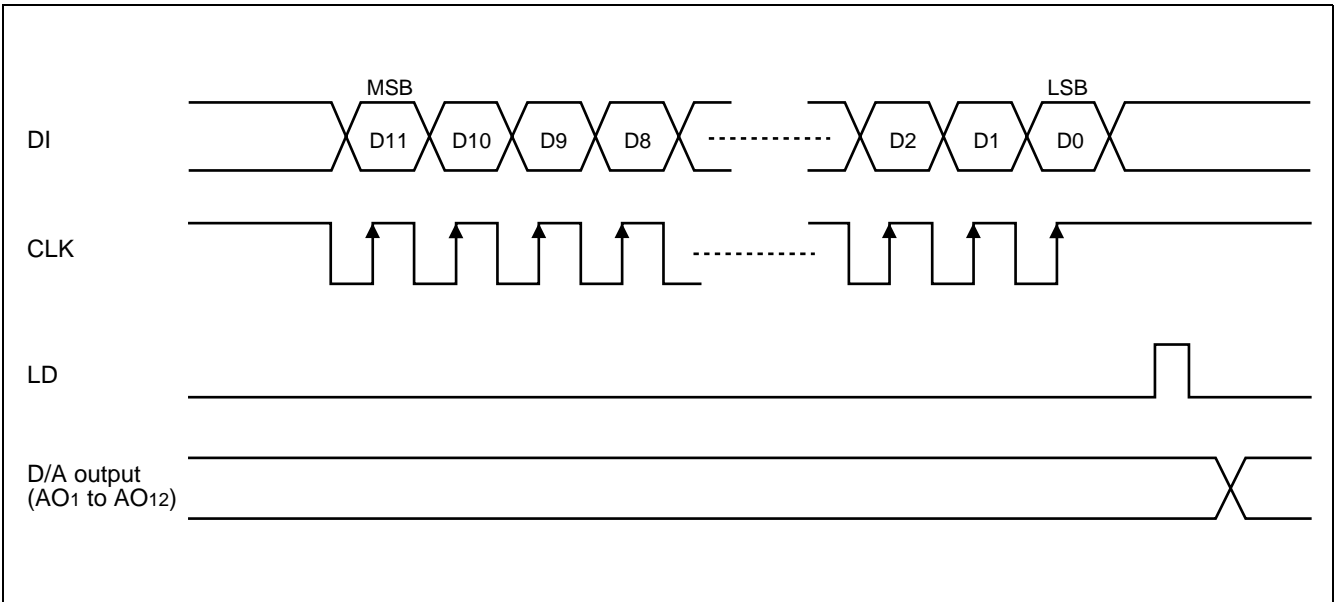 MSB LSB
DI D11 D10 D9 D8 D2 D1 D0
CLK
LD
D/A output
(AO1 to AO12)